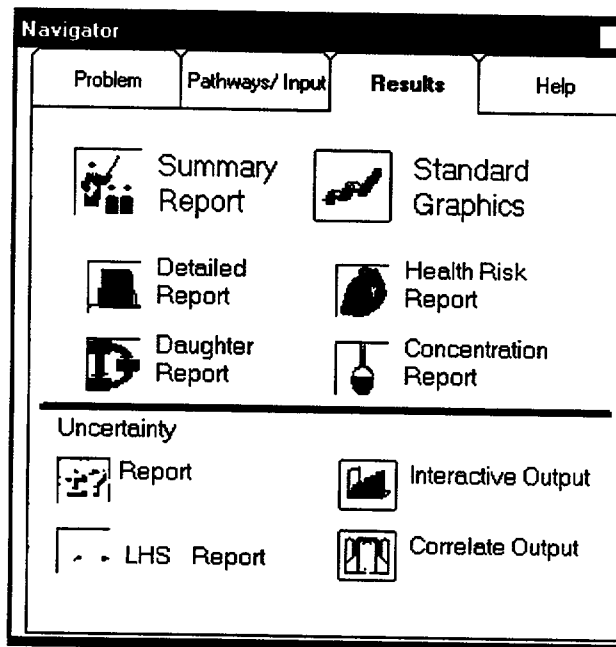 Navigator
Problem Pathways/ Input Results Help
Summary Report
Standard Graphics
Detailed Report
Health Risk Report
Daughter Report
Concentration Report
Uncertainty
Report
Interactive Output
LHS Report
Correlate Output